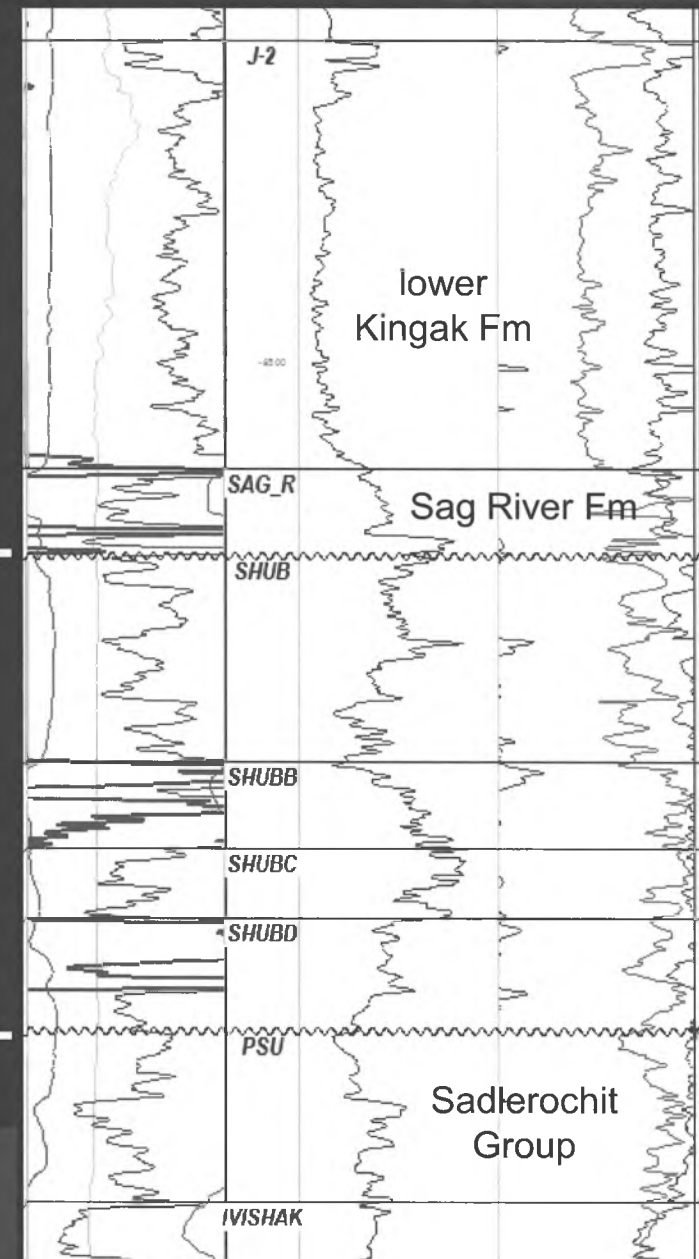 J-2
lower
Kingak Fm
SAG_R
Sag River Fm
SHUB
SHUBB
SHUBC
SHUBD
PSU
Sadlerochit
Group
IVISHAK